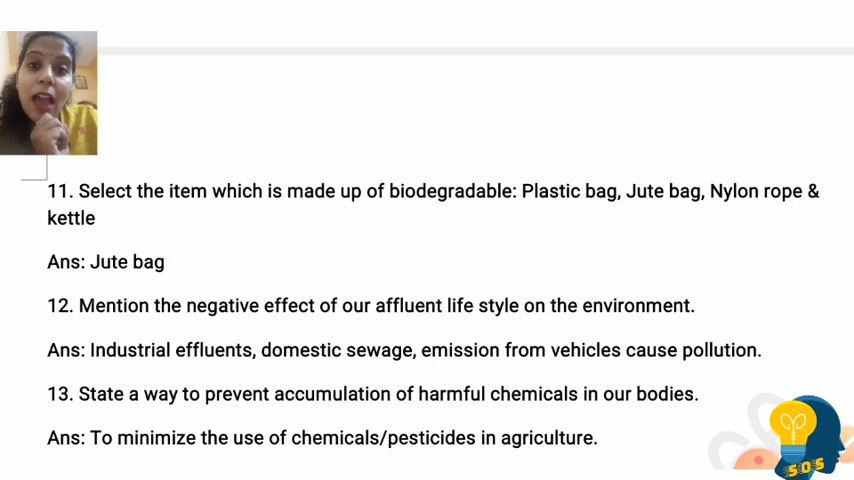 11. Select the item which is made up of biodegradable: Plastic bag, Jute bag, Nylon rope &
kettle
Ans: Jute bag
12. Mention the negative effect of our affluent life style on the environment.
Ans: Industrial effluents, domestic sewage, emission from vehicles cause pollution.
13. State a way to prevent accumulation of harmful chemicals in our bodies.
Ans: To minimize the use of chemicals/pesticides in agriculture.
SOS